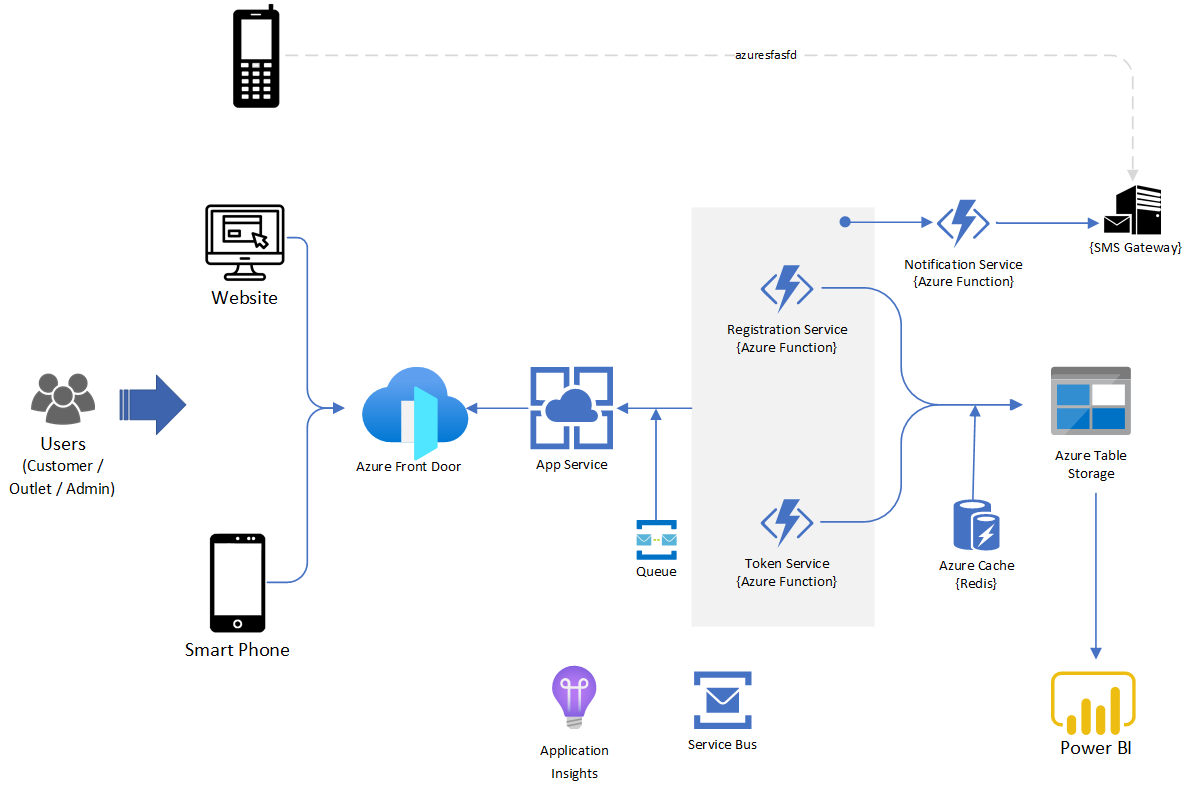 azuresfasfd
{SMS Gateway}
Notification Service
{Azure Function}
Website
Registration Service
{Azure Function}
Users
(Customer /
Outlet / Admin)
Azure Front Door
App Service
Azure Table
Storage
Queue
Token Service
{Azure Function}
Azure Cache
{Redis}
Smart Phone
Application
Insights
Service Bus
Power BI